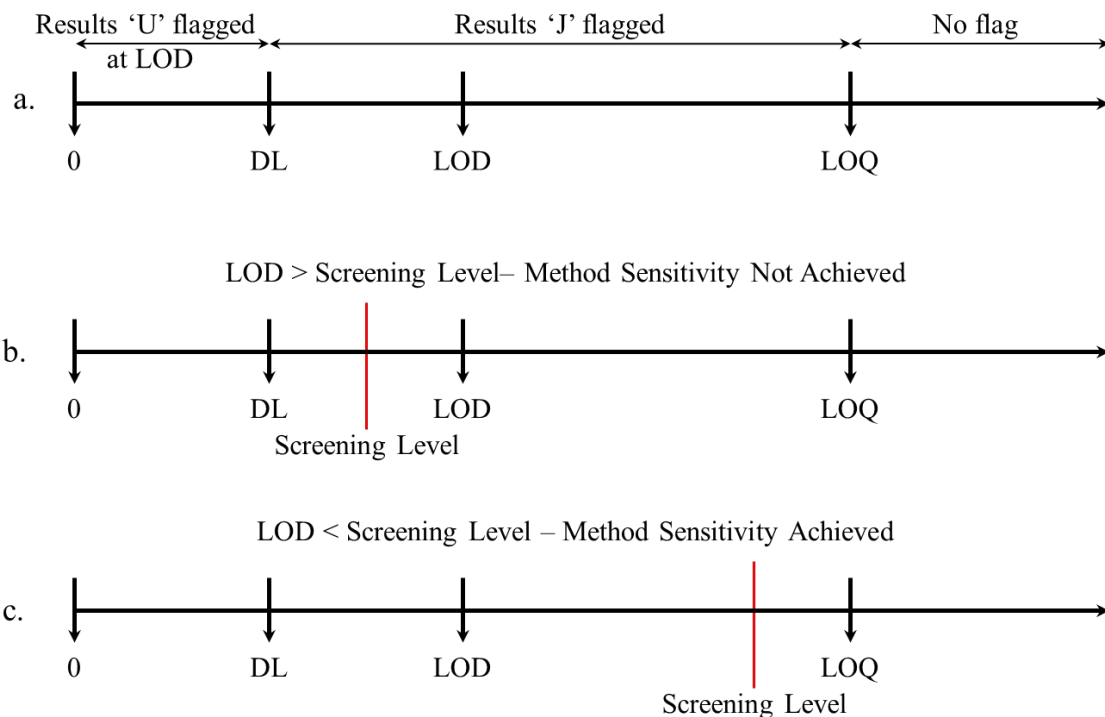 Results ‘U’ flagged at LOD
Results ‘J’ flagged
No flag
a.
0
DL
LOD
LOQ
LOD > Screening Level– Method Sensitivity Not Achieved
b.
0
DL
LOD
LOQ
Screening Level
LOD < Screening Level – Method Sensitivity Achieved
c.
0
DL
LOD
LOQ
Screening Level